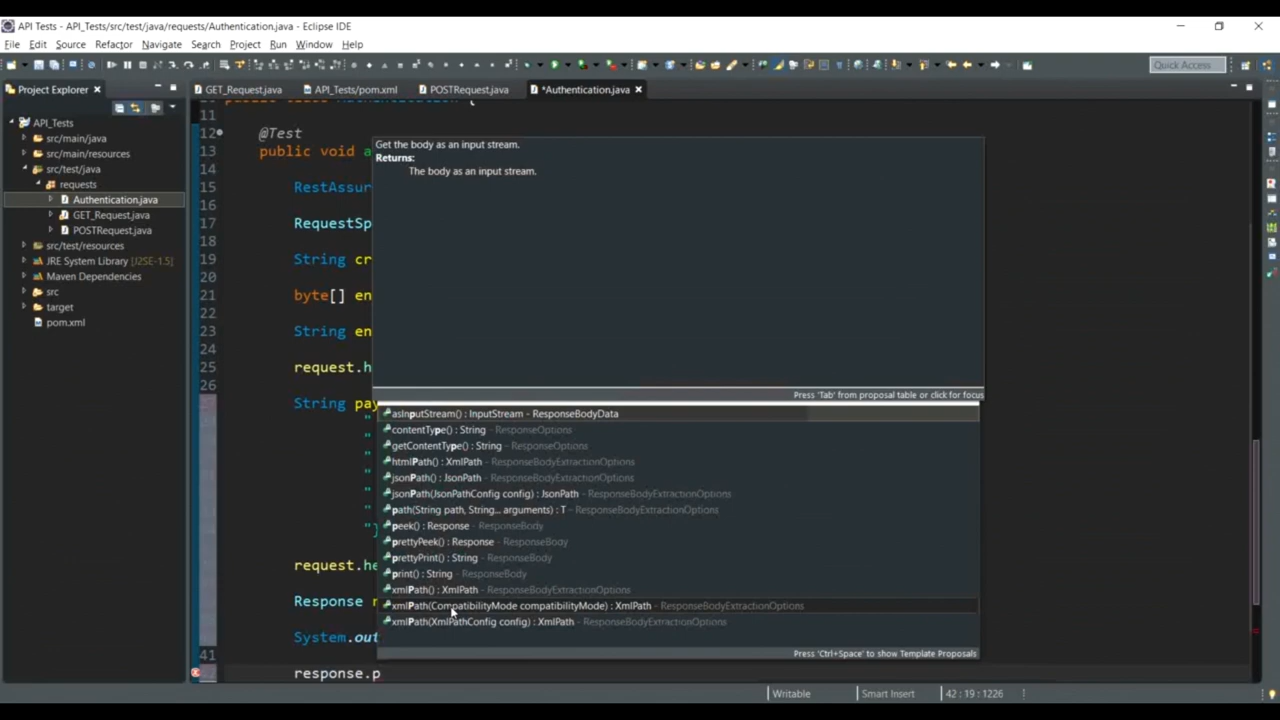 API Tests - API_Tests/src/test/java/requests/Authentication.java - Eclipse IDE
File Edit Source Refactor Navigate Search Project Run Window Help
Quick Access
Project Explorer
GET_Request.java
API_Tests/pom.xml
POSTRequest.java
*Authentication.java
API_Tests
src/main/java
src/main/resources
src/test/java
requests
Authentication.java
GET_Request.java
POSTRequest.java
src/test/resources
JRE System Library [J2SE-1.5]
Maven Dependencies
src
target
pom.xml
11
12 @Test
13 public void a
14
15 RestAssur
16
17 RequestSp
18
19 String cr
20
21 byte[] en
22
23 String en
24
25 request.h
26
String pay
"
"
"
"
"
"}
request.he
Response r
System.out
41
response.p
Get the body as an input stream.
Returns:
The body as an input stream.
Press 'Tab' from proposal table or click for focus
asInputStream() : InputStream - ResponseBodyData
contentType() : String - ResponseOptions
getContentType() : String - ResponseOptions
htmlPath() : XmlPath - ResponseBodyExtractionOptions
jsonPath() : JsonPath - ResponseBodyExtractionOptions
jsonPath(JsonPathConfig config) : JsonPath - ResponseBodyExtractionOptions
path(String path, String... arguments) : T - ResponseBodyExtractionOptions
peek() : Response - ResponseBody
prettyPeek() : Response - ResponseBody
prettyPrint() : String - ResponseBody
print() : String - ResponseBody
xmlPath() : XmlPath - ResponseBodyExtractionOptions
xmlPath(CompatibilityMode compatibilityMode) : XmlPath - ResponseBodyExtractionOptions
xmlPath(XmlPathConfig config) : XmlPath - ResponseBodyExtractionOptions
Press 'Ctrl+Space' to show Template Proposals
Writable
Smart Insert
42 : 19 : 1226